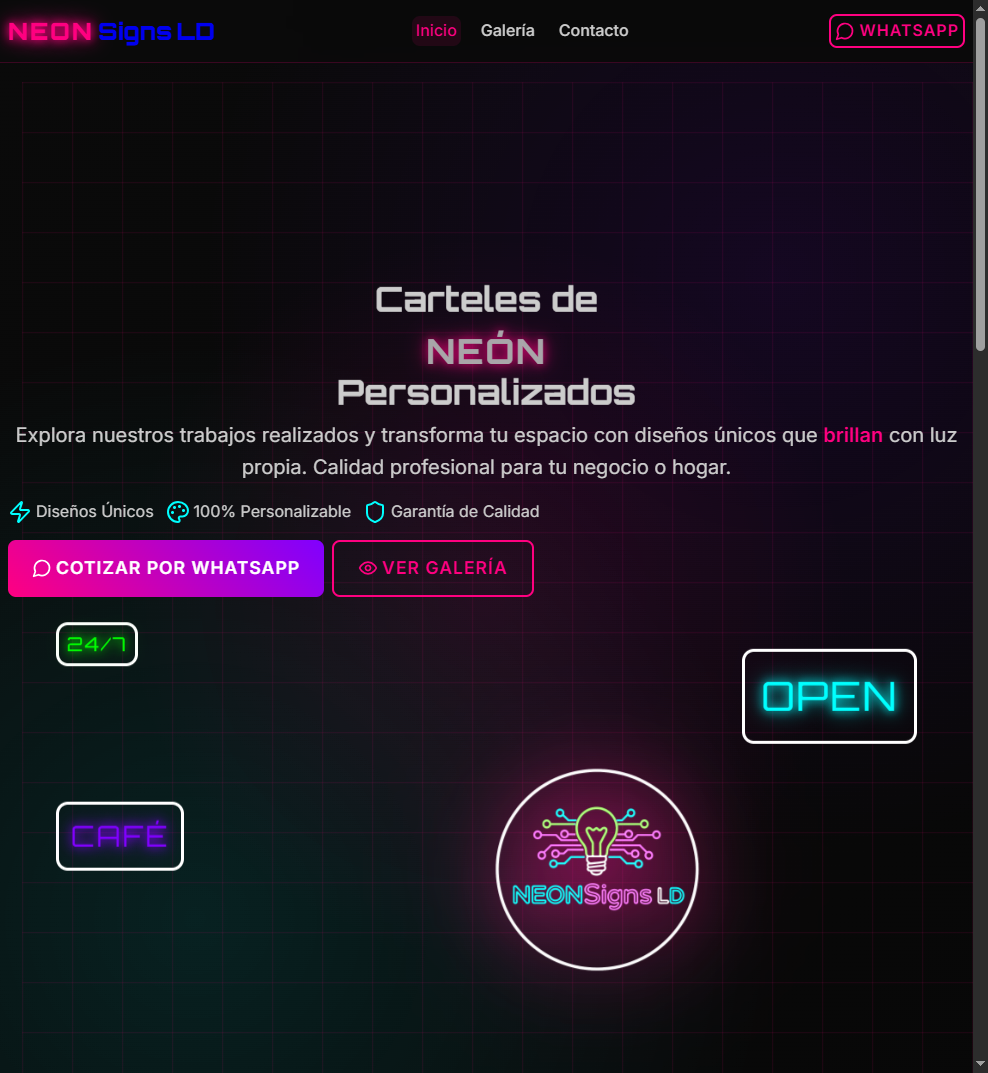 NEON Signs LD
Inicio Galería Contacto
WHATSAPP
Carteles de
NEÓN
Personalizados
Explora nuestros trabajos realizados y transforma tu espacio con diseños únicos que brillan con luz
propia. Calidad profesional para tu negocio o hogar.
Diseños Únicos 100% Personalizable Garantía de Calidad
COTIZAR POR WHATSAPP VER GALERÍA
24/7
OPEN
CAFÉ
NEONSigns LD